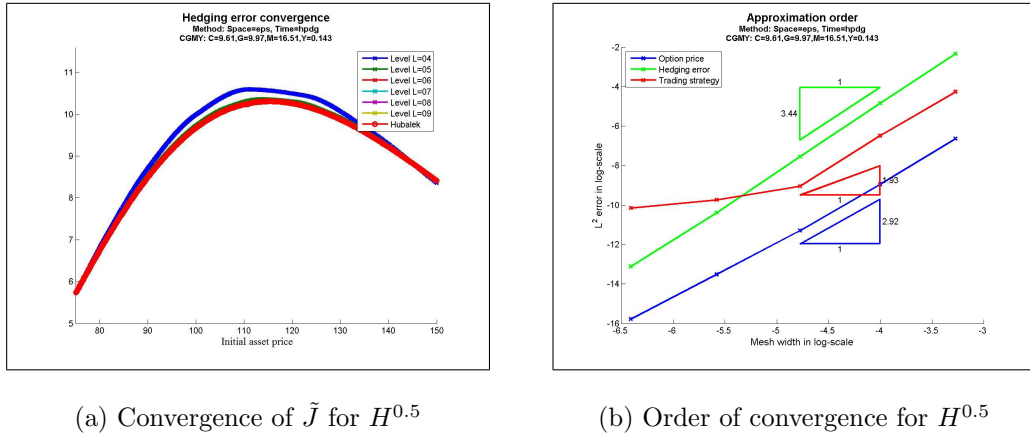 Hedging error convergence
Method: Space=eps, Time=hpdg
CGMY: C=9.61,G=9.97,M=16.51,Y=0.143
Level L=04
Level L=05
Level L=06
Level L=07
Level L=08
Level L=09
Hubalek
11
10
9
8
7
6
5
80 90 100 110 120 130 140 150
Initial asset price
(a) Convergence of J̃ for H^0.5
Approximation order
Method: Space=eps, Time=hpdg
CGMY: C=9.61,G=9.97,M=16.51,Y=0.143
Option price
Hedging error
Trading strategy
L² error in log-scale
-2
-4
-6
-8
-10
-12
-14
-16
1
3.44
1.93
1
2.92
1
-6.5 -6 -5.5 -5 -4.5 -4 -3.5 -3
Mesh width in log-scale
(b) Order of convergence for H^0.5